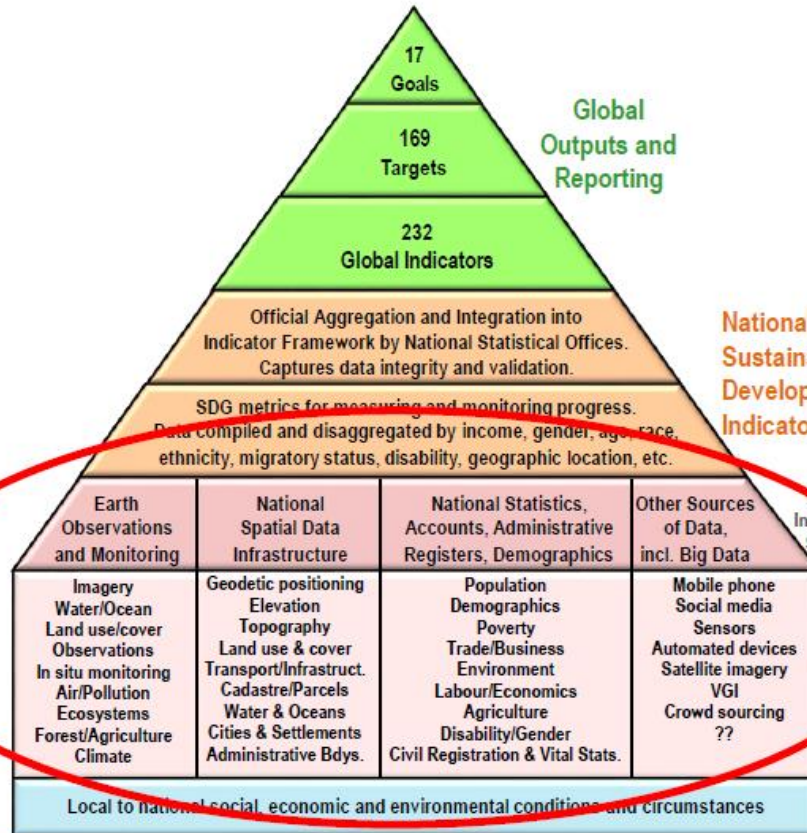 17
Goals
169
Targets
232
Global Indicators
Global
Outputs and
Reporting
Official Aggregation and Integration into
Indicator Framework by National Statistical Offices.
Captures data integrity and validation.
SDG metrics for measuring and monitoring progress.
Data compiled and disaggregated by income, gender, age, race,
ethnicity, migratory status, disability, geographic location, etc.
National
Sustain
Develop
Indicato
Earth
Observations
and Monitoring
National
Spatial Data
Infrastructure
National Statistics,
Accounts, Administrative
Registers, Demographics
Other Sources
of Data,
incl. Big Data
In
Imagery
Water/Ocean
Land use/cover
Observations
In situ monitoring
Air/Pollution
Ecosystems
Forest/Agriculture
Climate
Geodetic positioning
Elevation
Topography
Land use & cover
Transport/Infrastruct.
Cadastre/Parcels
Water & Oceans
Cities & Settlements
Administrative Bdys.
Population
Demographics
Poverty
Trade/Business
Environment
Labour/Economics
Agriculture
Disability/Gender
Civil Registration & Vital Stats.
Mobile phone
Social media
Sensors
Automated devices
Satellite imagery
VGI
Crowd sourcing
??
Local to national social, economic and environmental conditions and circumstances